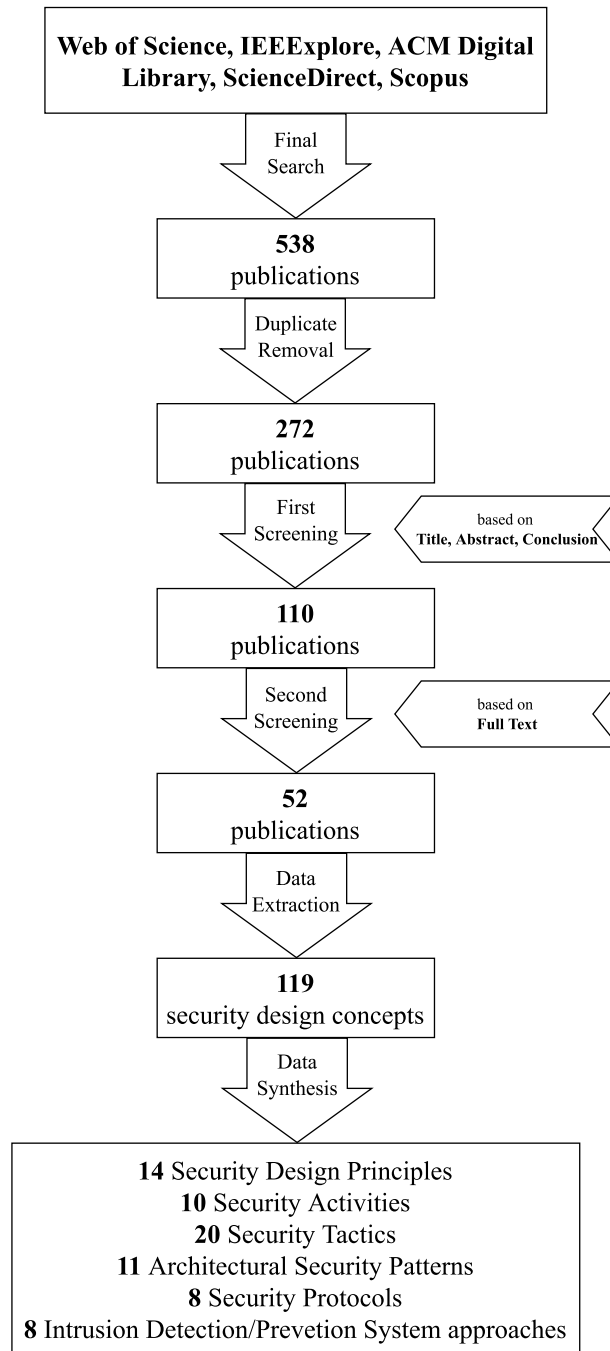 Web of Science, IEEExplore, ACM Digital
Library, ScienceDirect, Scopus
Final
Search
538
publications
Duplicate
Removal
272
publications
First
Screening
based on
Title, Abstract, Conclusion
110
publications
Second
Screening
based on
Full Text
52
publications
Data
Extraction
119
security design concepts
Data
Synthesis
14 Security Design Principles
10 Security Activities
20 Security Tactics
11 Architectural Security Patterns
8 Security Protocols
8 Intrusion Detection/Prevetion System approaches